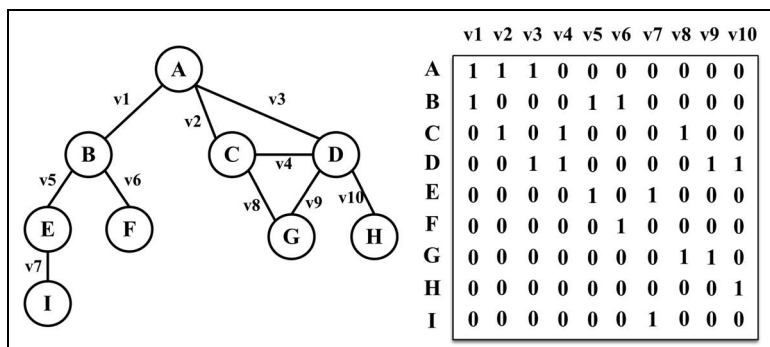 A
v1
v2
v3
B
C
v4
D
v5
v6
v8
v9
v10
E
F
G
H
v7
I
v1 v2 v3 v4 v5 v6 v7 v8 v9 v10
A 1 1 1 0 0 0 0 0 0 0
B 1 0 0 0 1 1 0 0 0 0
C 0 1 0 1 0 0 0 1 0 0
D 0 0 1 1 0 0 0 0 1 1
E 0 0 0 0 1 0 1 0 0 0
F 0 0 0 0 0 1 0 0 0 0
G 0 0 0 0 0 0 0 1 1 0
H 0 0 0 0 0 0 0 0 0 1
I 0 0 0 0 0 0 1 0 0 0